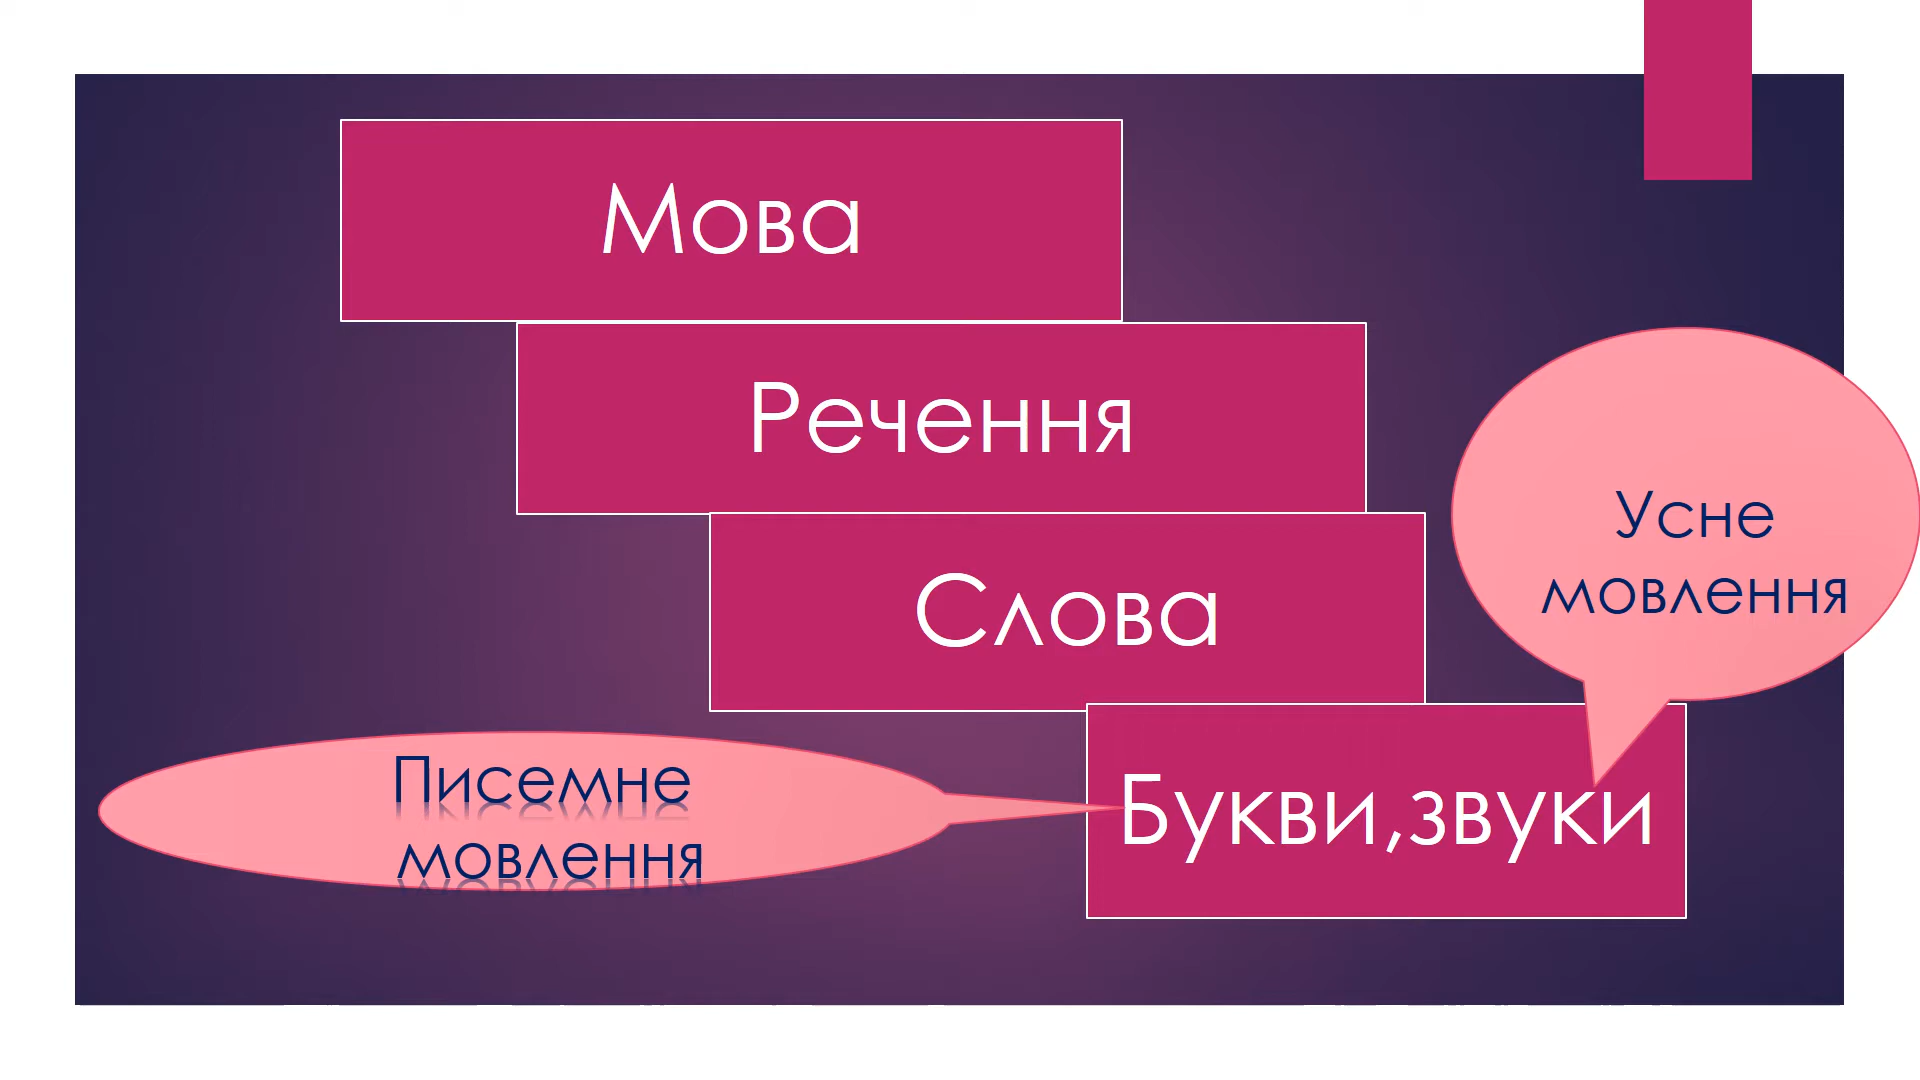 Мова
Речення
Слова
Усне
мовлення
Писемне
мовлення
Букви,звуки